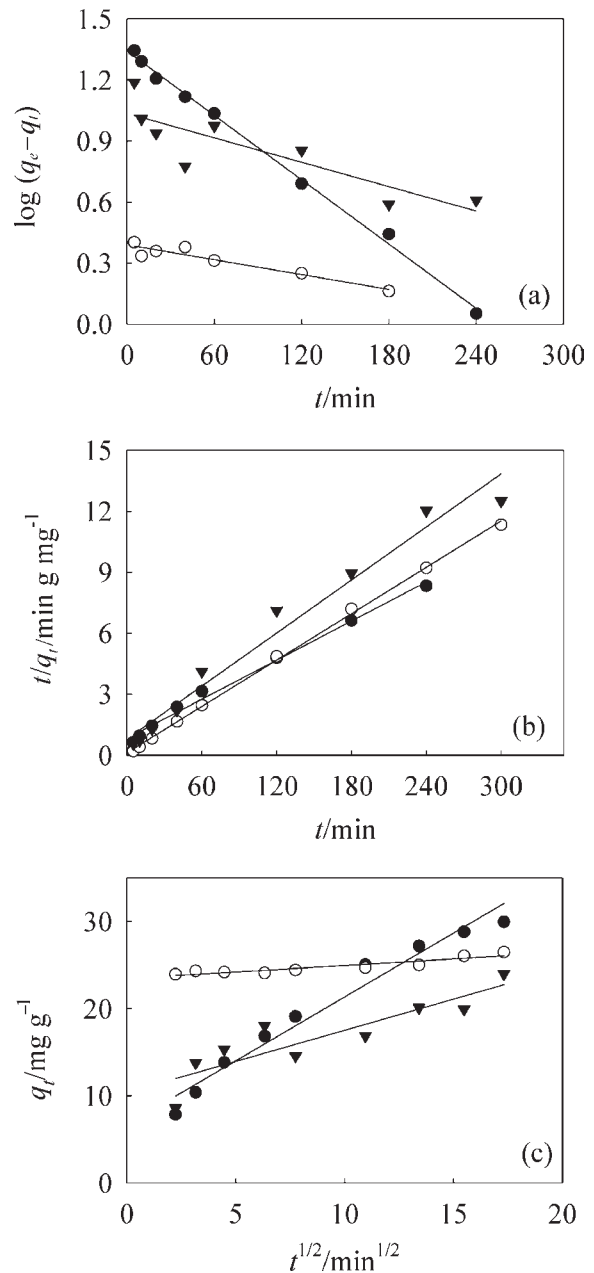 1.5
1.2
0.9
0.6
0.3
0.0
log (qe−qt)
(a)
0 60 120 180 240 300
t/min
15
12
9
6
3
0
t/qt/min g mg-1
(b)
0 60 120 180 240 300
t/min
30
20
10
0
qt/mg g-1
(c)
0 5 10 15 20
t1/2/min1/2